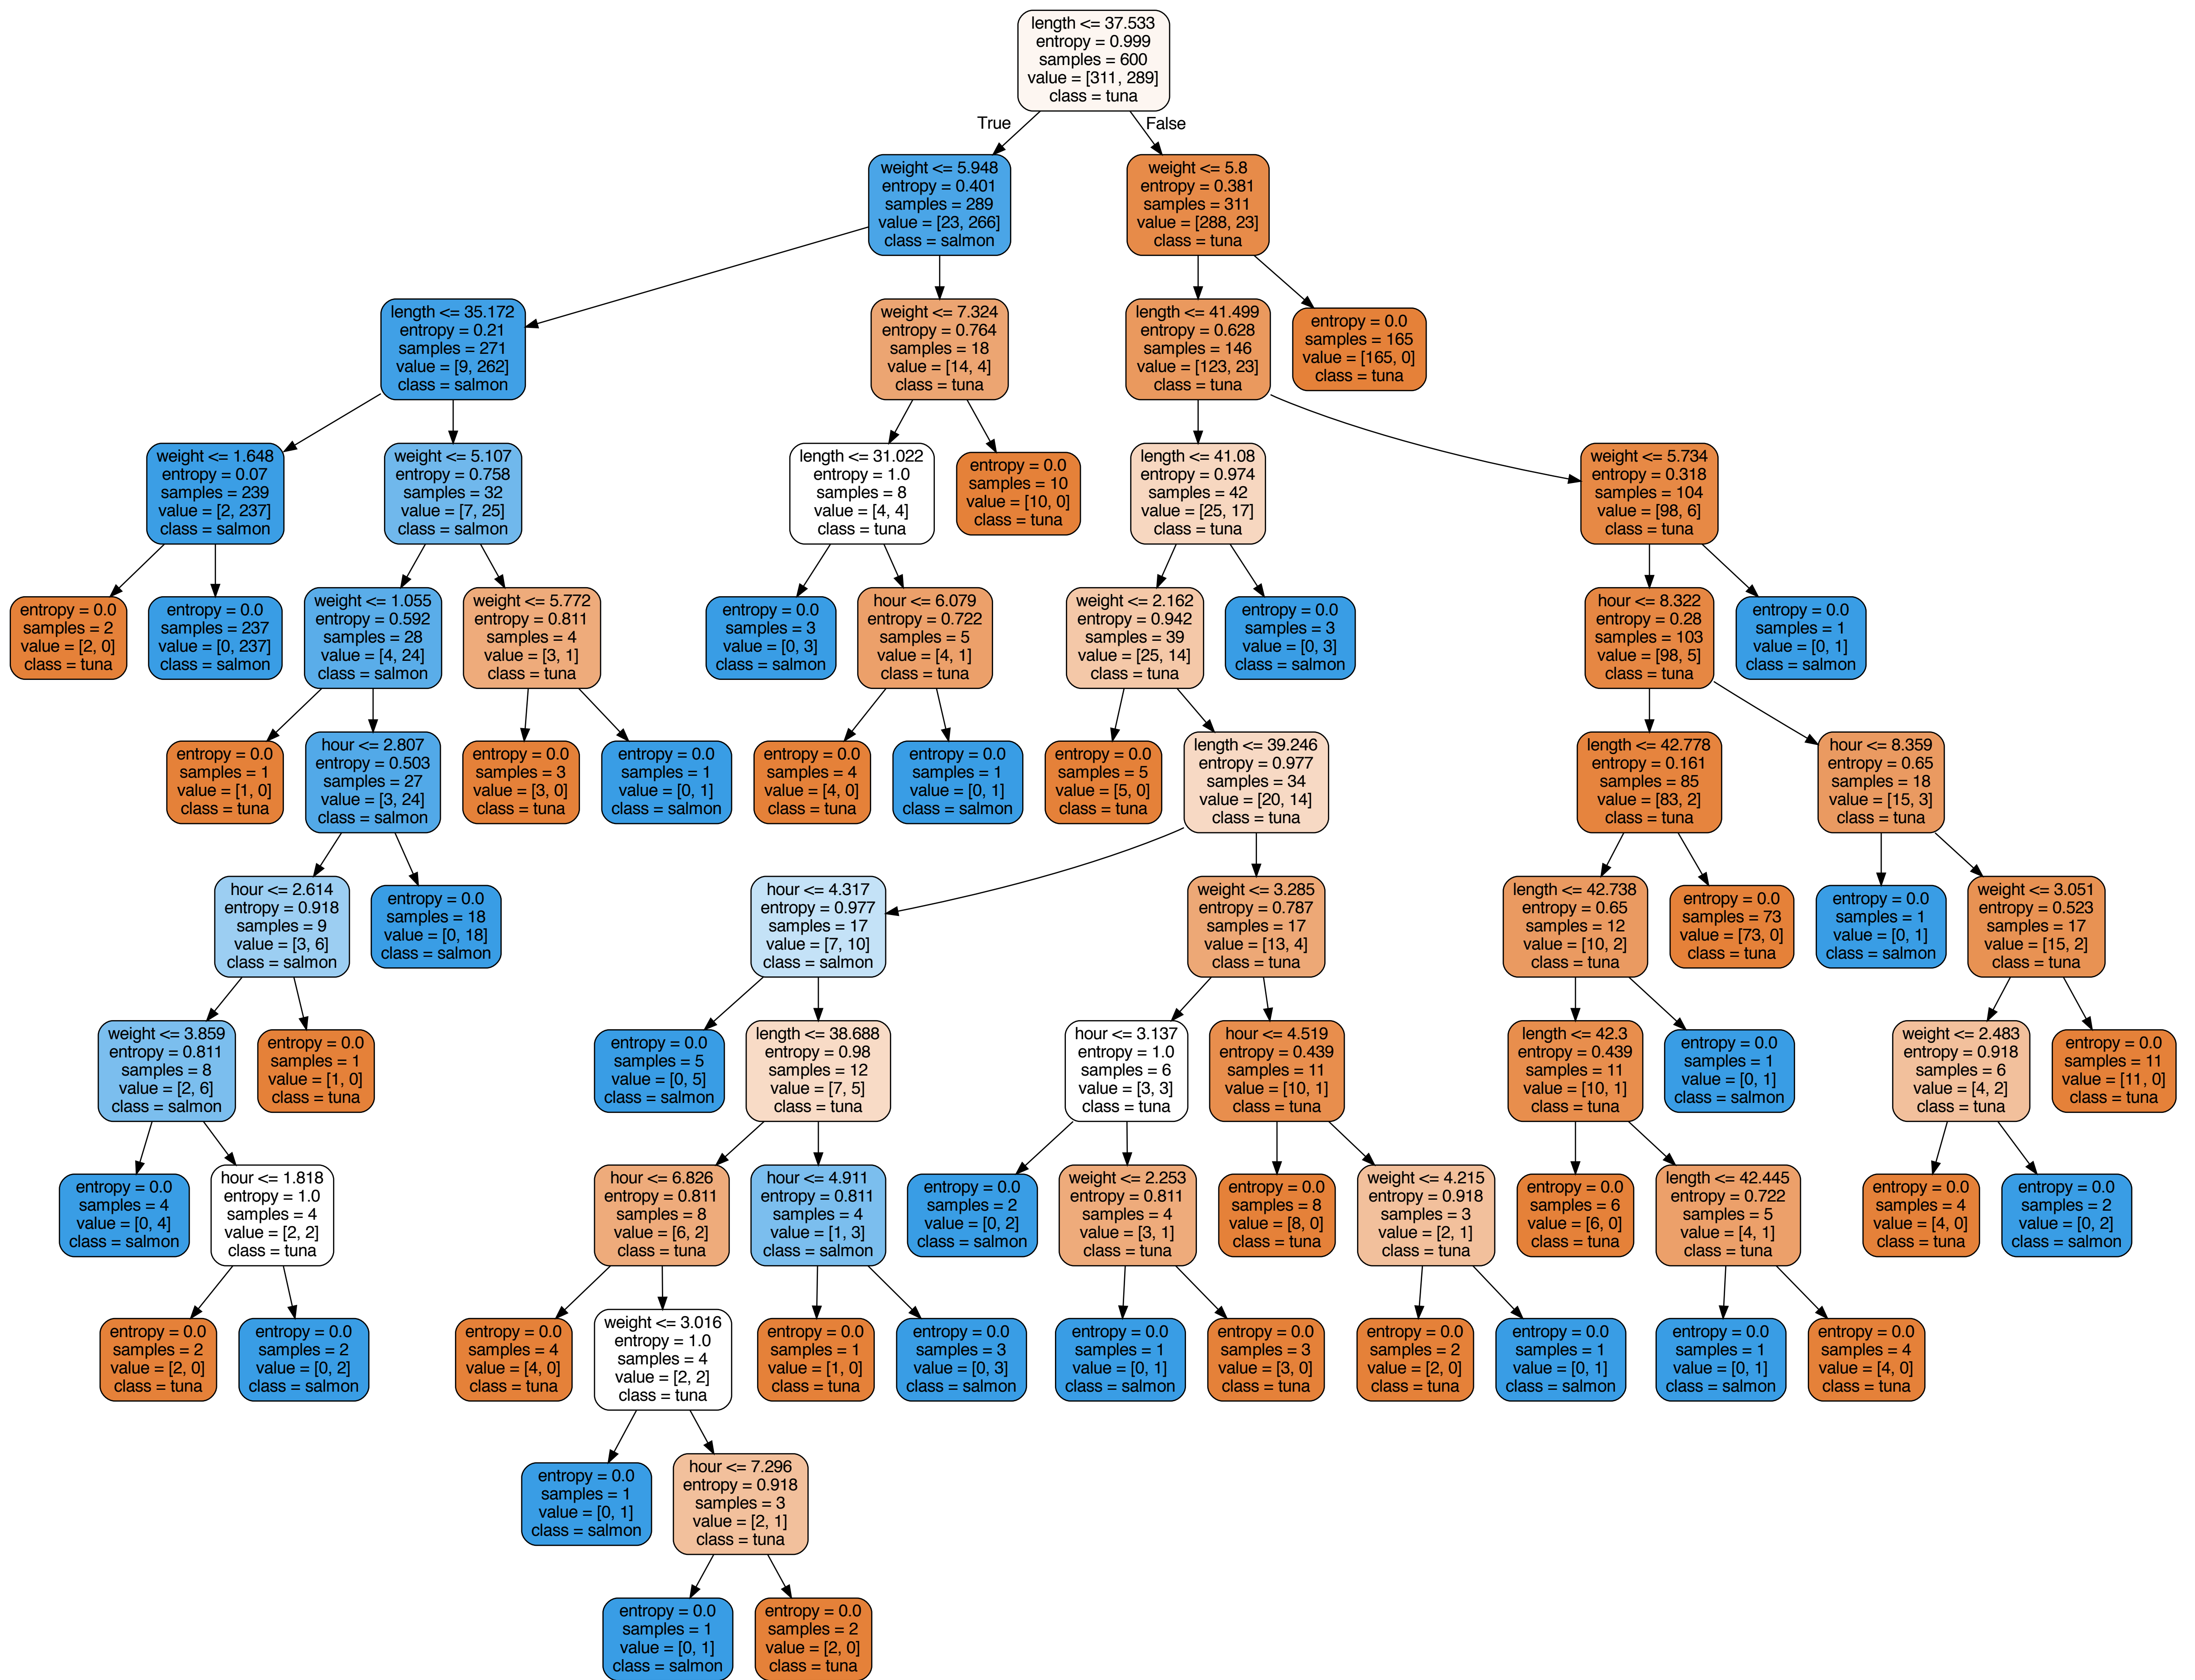 length <= 37.533
entropy = 0.999
samples = 600
value = [311, 289]
class = tuna
True
False
weight <= 5.948
entropy = 0.401
samples = 289
value = [23, 266]
class = salmon
weight <= 5.8
entropy = 0.381
samples = 311
value = [288, 23]
class = tuna
length <= 35.172
entropy = 0.21
samples = 271
value = [9, 262]
class = salmon
weight <= 7.324
entropy = 0.764
samples = 18
value = [14, 4]
class = tuna
length <= 41.499
entropy = 0.628
samples = 146
value = [123, 23]
class = tuna
entropy = 0.0
samples = 165
value = [165, 0]
class = tuna
weight <= 1.648
entropy = 0.07
samples = 239
value = [2, 237]
class = salmon
weight <= 5.107
entropy = 0.758
samples = 32
value = [7, 25]
class = salmon
length <= 31.022
entropy = 1.0
samples = 8
value = [4, 4]
class = tuna
entropy = 0.0
samples = 10
value = [10, 0]
class = tuna
length <= 41.08
entropy = 0.974
samples = 42
value = [25, 17]
class = tuna
weight <= 5.734
entropy = 0.318
samples = 104
value = [98, 6]
class = tuna
entropy = 0.0
samples = 2
value = [2, 0]
class = tuna
entropy = 0.0
samples = 237
value = [0, 237]
class = salmon
weight <= 1.055
entropy = 0.592
samples = 28
value = [4, 24]
class = salmon
weight <= 5.772
entropy = 0.811
samples = 4
value = [3, 1]
class = tuna
entropy = 0.0
samples = 3
value = [0, 3]
class = salmon
hour <= 6.079
entropy = 0.722
samples = 5
value = [4, 1]
class = tuna
weight <= 2.162
entropy = 0.942
samples = 39
value = [25, 14]
class = tuna
entropy = 0.0
samples = 3
value = [0, 3]
class = salmon
hour <= 8.322
entropy = 0.28
samples = 103
value = [98, 5]
class = tuna
entropy = 0.0
samples = 1
value = [0, 1]
class = salmon
entropy = 0.0
samples = 1
value = [1, 0]
class = tuna
hour <= 2.807
entropy = 0.503
samples = 27
value = [3, 24]
class = salmon
entropy = 0.0
samples = 3
value = [3, 0]
class = tuna
entropy = 0.0
samples = 1
value = [0, 1]
class = salmon
entropy = 0.0
samples = 4
value = [4, 0]
class = tuna
entropy = 0.0
samples = 1
value = [0, 1]
class = salmon
entropy = 0.0
samples = 5
value = [5, 0]
class = tuna
length <= 39.246
entropy = 0.977
samples = 34
value = [20, 14]
class = tuna
length <= 42.778
entropy = 0.161
samples = 85
value = [83, 2]
class = tuna
hour <= 8.359
entropy = 0.65
samples = 18
value = [15, 3]
class = tuna
hour <= 2.614
entropy = 0.918
samples = 9
value = [3, 6]
class = salmon
entropy = 0.0
samples = 18
value = [0, 18]
class = salmon
hour <= 4.317
entropy = 0.977
samples = 17
value = [7, 10]
class = salmon
weight <= 3.285
entropy = 0.787
samples = 17
value = [13, 4]
class = tuna
length <= 42.738
entropy = 0.65
samples = 12
value = [10, 2]
class = tuna
entropy = 0.0
samples = 73
value = [73, 0]
class = tuna
entropy = 0.0
samples = 1
value = [0, 1]
class = salmon
weight <= 3.051
entropy = 0.523
samples = 17
value = [15, 2]
class = tuna
weight <= 3.859
entropy = 0.811
samples = 8
value = [2, 6]
class = salmon
entropy = 0.0
samples = 1
value = [1, 0]
class = tuna
entropy = 0.0
samples = 5
value = [0, 5]
class = salmon
length <= 38.688
entropy = 0.98
samples = 12
value = [7, 5]
class = tuna
hour <= 3.137
entropy = 1.0
samples = 6
value = [3, 3]
class = tuna
hour <= 4.519
entropy = 0.439
samples = 11
value = [10, 1]
class = tuna
length <= 42.3
entropy = 0.439
samples = 11
value = [10, 1]
class = tuna
entropy = 0.0
samples = 1
value = [0, 1]
class = salmon
weight <= 2.483
entropy = 0.918
samples = 6
value = [4, 2]
class = tuna
entropy = 0.0
samples = 11
value = [11, 0]
class = tuna
entropy = 0.0
samples = 4
value = [0, 4]
class = salmon
hour <= 1.818
entropy = 1.0
samples = 4
value = [2, 2]
class = tuna
hour <= 6.826
entropy = 0.811
samples = 8
value = [6, 2]
class = tuna
hour <= 4.911
entropy = 0.811
samples = 4
value = [1, 3]
class = salmon
entropy = 0.0
samples = 2
value = [0, 2]
class = salmon
weight <= 2.253
entropy = 0.811
samples = 4
value = [3, 1]
class = tuna
entropy = 0.0
samples = 8
value = [8, 0]
class = tuna
weight <= 4.215
entropy = 0.918
samples = 3
value = [2, 1]
class = tuna
entropy = 0.0
samples = 6
value = [6, 0]
class = tuna
length <= 42.445
entropy = 0.722
samples = 5
value = [4, 1]
class = tuna
entropy = 0.0
samples = 4
value = [4, 0]
class = tuna
entropy = 0.0
samples = 2
value = [0, 2]
class = salmon
entropy = 0.0
samples = 2
value = [2, 0]
class = tuna
entropy = 0.0
samples = 2
value = [0, 2]
class = salmon
entropy = 0.0
samples = 4
value = [4, 0]
class = tuna
weight <= 3.016
entropy = 1.0
samples = 4
value = [2, 2]
class = tuna
entropy = 0.0
samples = 1
value = [1, 0]
class = tuna
entropy = 0.0
samples = 3
value = [0, 3]
class = salmon
entropy = 0.0
samples = 1
value = [0, 1]
class = salmon
entropy = 0.0
samples = 3
value = [3, 0]
class = tuna
entropy = 0.0
samples = 2
value = [2, 0]
class = tuna
entropy = 0.0
samples = 1
value = [0, 1]
class = salmon
entropy = 0.0
samples = 1
value = [0, 1]
class = salmon
entropy = 0.0
samples = 4
value = [4, 0]
class = tuna
entropy = 0.0
samples = 1
value = [0, 1]
class = salmon
hour <= 7.296
entropy = 0.918
samples = 3
value = [2, 1]
class = tuna
entropy = 0.0
samples = 1
value = [0, 1]
class = salmon
entropy = 0.0
samples = 2
value = [2, 0]
class = tuna